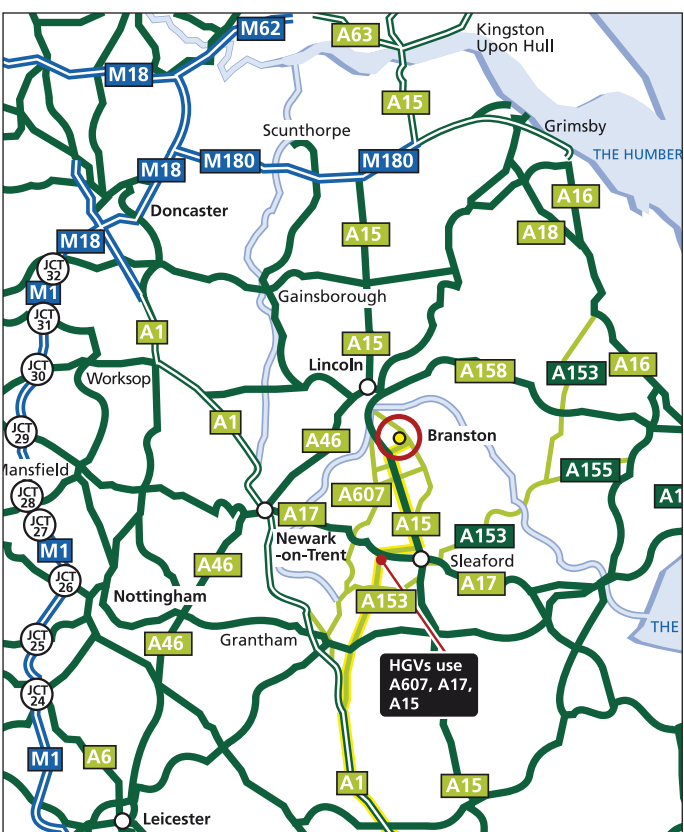 M62
A63
Kingston
Upon Hull
M18
A15
Scunthorpe
Grimsby
M180
M180
THE HUMBER
M18
A16
Doncaster
A18
A15
M18
JCT
32
M1
Gainsborough
JCT
31
A1
A15
Lincoln
A153
A16
JCT
30
Worksop
A158
A1
JCT
29
A46
Branston
Mansfield
A155
JCT
28
A607
A1
A17
A15
JCT
27
A153
Newark
-on-Trent
M1
A46
Sleaford
JCT
26
A17
Nottingham
A153
JCT
25
A46
Grantham
THE
HGVs use
A607, A17,
A15
JCT
24
M1
A6
A1
A15
Leicester